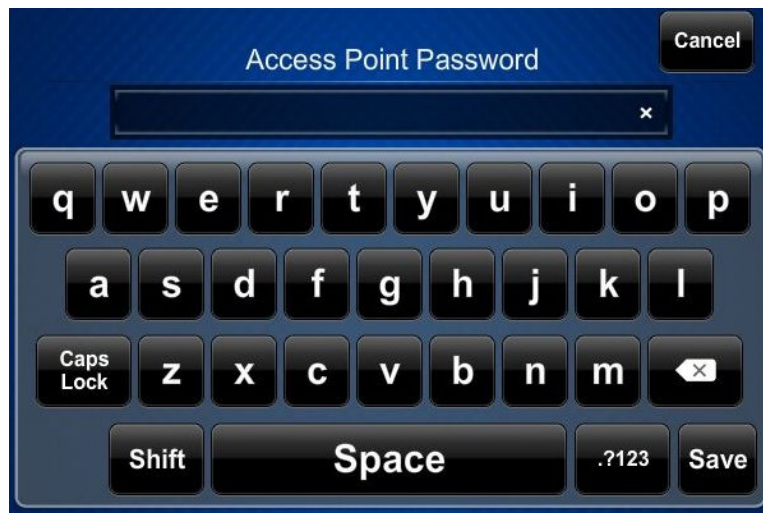 Cancel
Access Point Password
×
q w e r t y u i o p
a s d f g h j k l
Caps Lock z x c v b n m ×
Shift Space .?123 Save